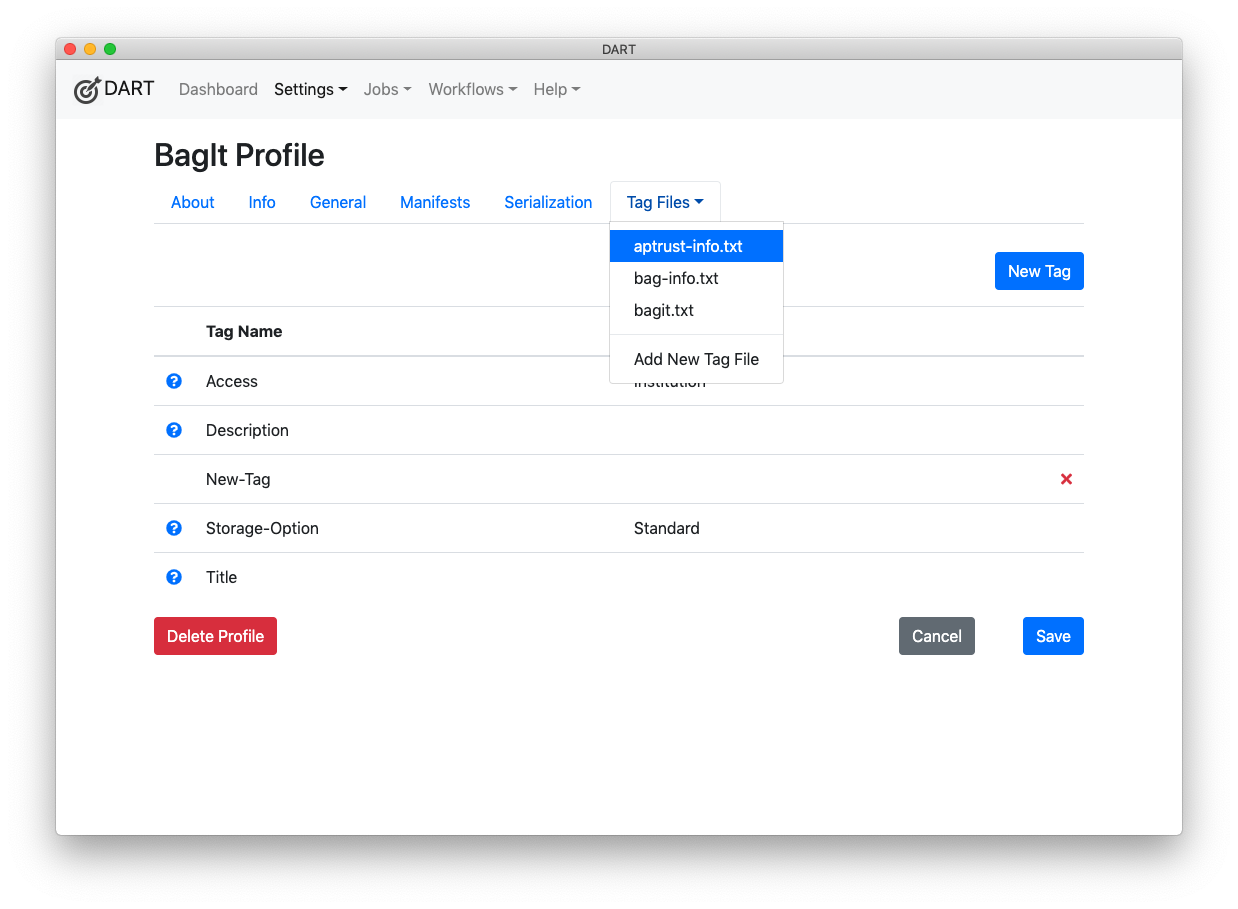 DART
DART Dashboard Settings Jobs Workflows Help
BagIt Profile
About Info General Manifests Serialization Tag Files
aptrust-info.txt
New Tag
bag-info.txt
bagit.txt
Tag Name
Add New Tag File
Access Institution
Description
New-Tag
Storage-Option Standard
Title
Delete Profile Cancel Save